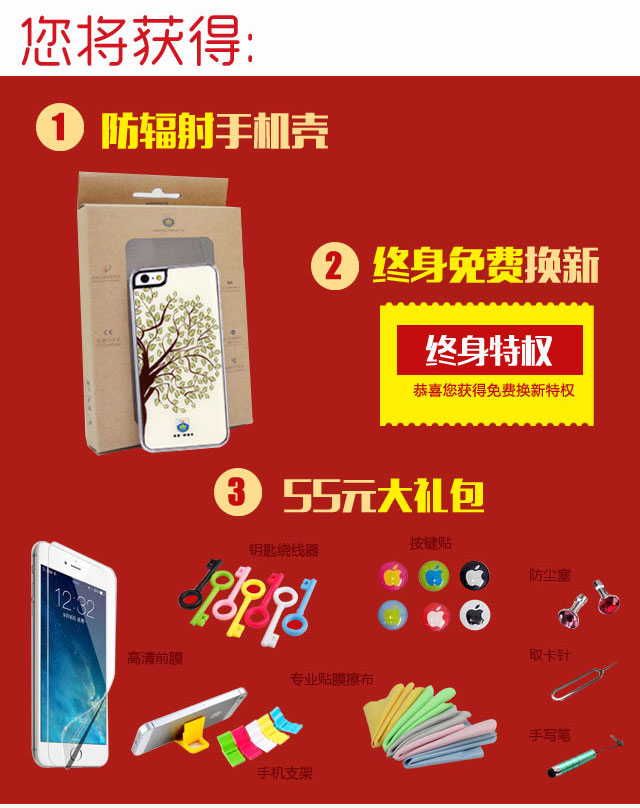 您将获得:
1 防辐射手机壳
2 终身免费换新
终身特权
恭喜您获得免费换新特权
3 55元大礼包
钥匙绕线器
按键贴
防尘塞
12:32
高清前膜
专业贴膜擦布
取卡针
手机支架
手写笔